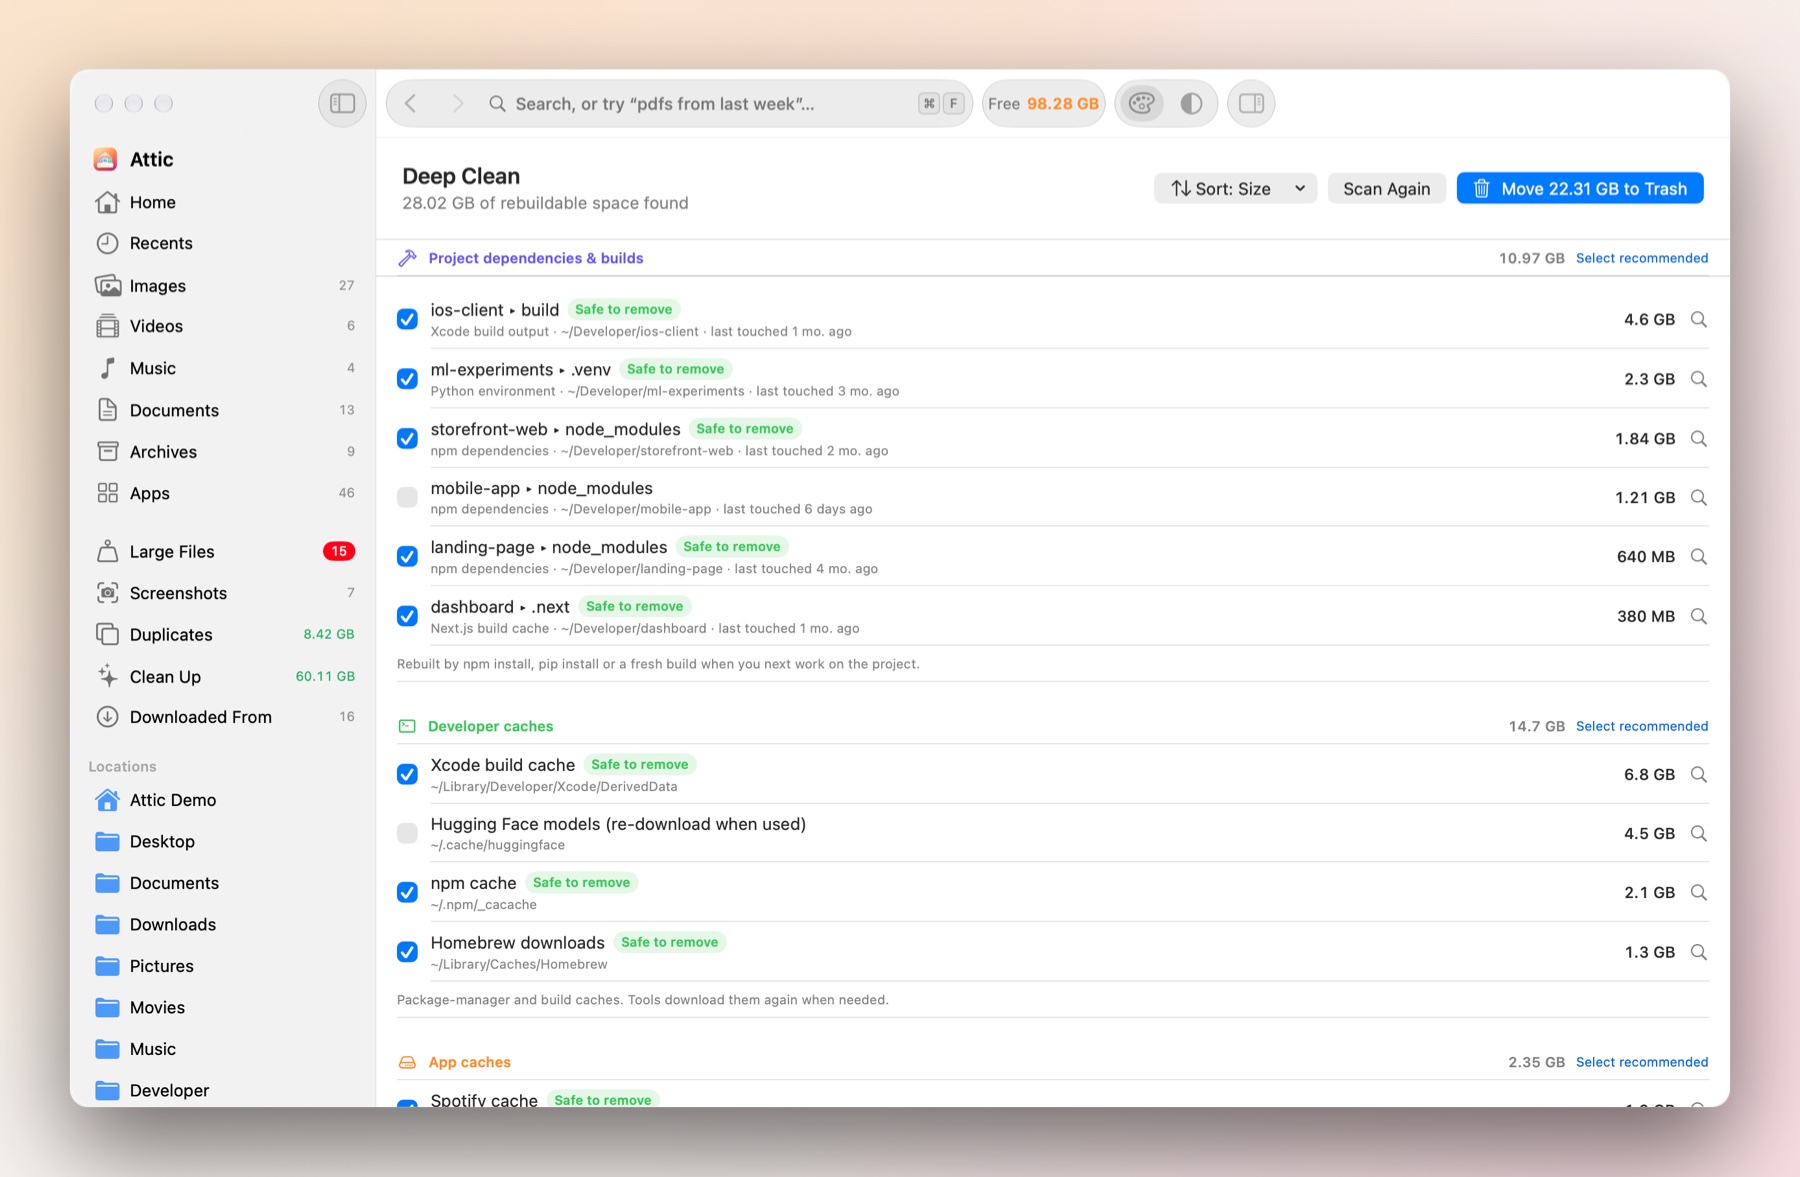 Search, or try “pdfs from last week”...
⌘ F
Free 98.28 GB
Attic
Home
Recents
Images 27
Videos 6
Music 4
Documents 13
Archives 9
Apps 46
Large Files 15
Screenshots 7
Duplicates 8.42 GB
Clean Up 60.11 GB
Downloaded From 16
Locations
Attic Demo
Desktop
Documents
Downloads
Pictures
Movies
Music
Developer
Deep Clean
28.02 GB of rebuildable space found
Sort: Size
Scan Again
Move 22.31 GB to Trash
Project dependencies & builds 10.97 GB Select recommended
ios-client ▸ build Safe to remove
Xcode build output · ~/Developer/ios-client · last touched 1 mo. ago
4.6 GB
ml-experiments ▸ .venv Safe to remove
Python environment · ~/Developer/ml-experiments · last touched 3 mo. ago
2.3 GB
storefront-web ▸ node_modules Safe to remove
npm dependencies · ~/Developer/storefront-web · last touched 2 mo. ago
1.84 GB
mobile-app ▸ node_modules
npm dependencies · ~/Developer/mobile-app · last touched 6 days ago
1.21 GB
landing-page ▸ node_modules Safe to remove
npm dependencies · ~/Developer/landing-page · last touched 4 mo. ago
640 MB
dashboard ▸ .next Safe to remove
Next.js build cache · ~/Developer/dashboard · last touched 1 mo. ago
380 MB
Rebuilt by npm install, pip install or a fresh build when you next work on the project.
Developer caches 14.7 GB Select recommended
Xcode build cache Safe to remove
~/Library/Developer/Xcode/DerivedData
6.8 GB
Hugging Face models (re-download when used)
~/.cache/huggingface
4.5 GB
npm cache Safe to remove
~/.npm/_cacache
2.1 GB
Homebrew downloads Safe to remove
~/Library/Caches/Homebrew
1.3 GB
Package-manager and build caches. Tools download them again when needed.
App caches 2.35 GB Select recommended
Spotify cache Safe to remove